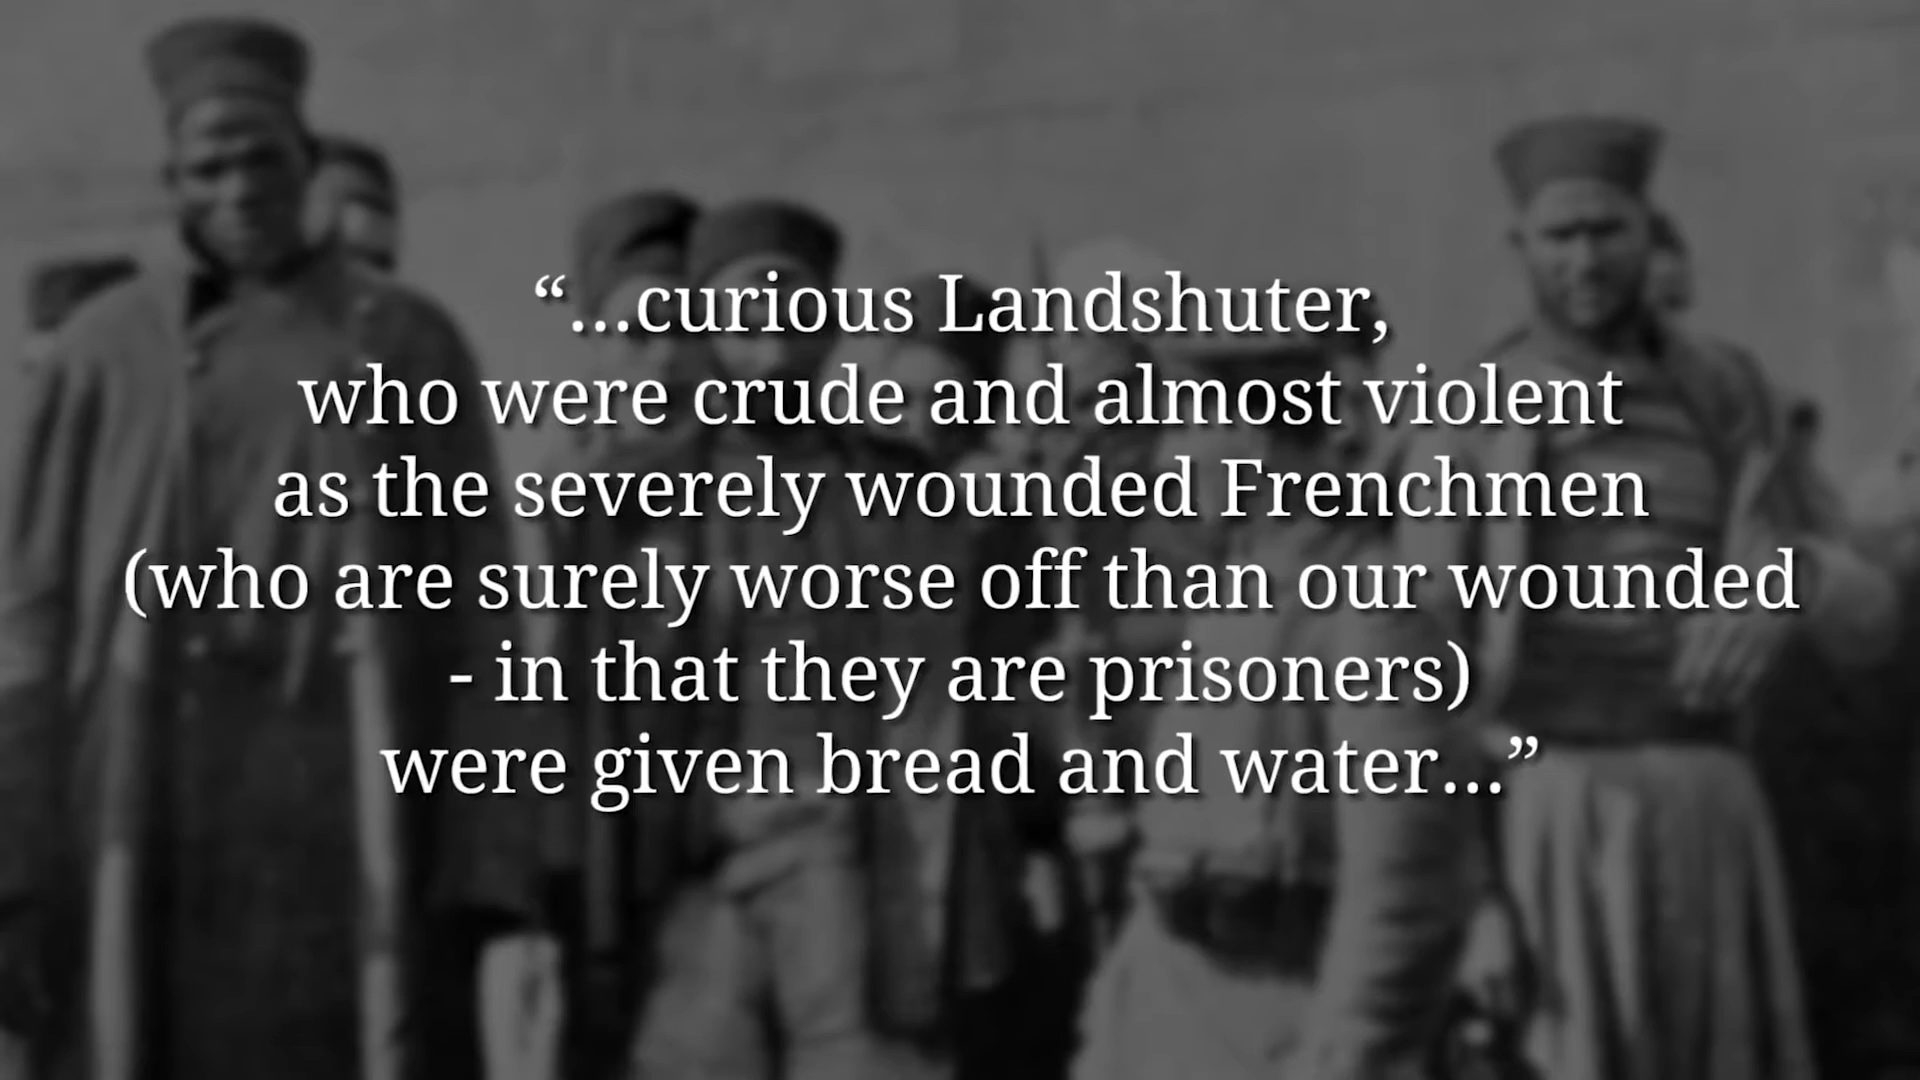 “...curious Landshuter,
who were crude and almost violent
as the severely wounded Frenchmen
(who are surely worse off than our wounded
- in that they are prisoners)
were given bread and water...”